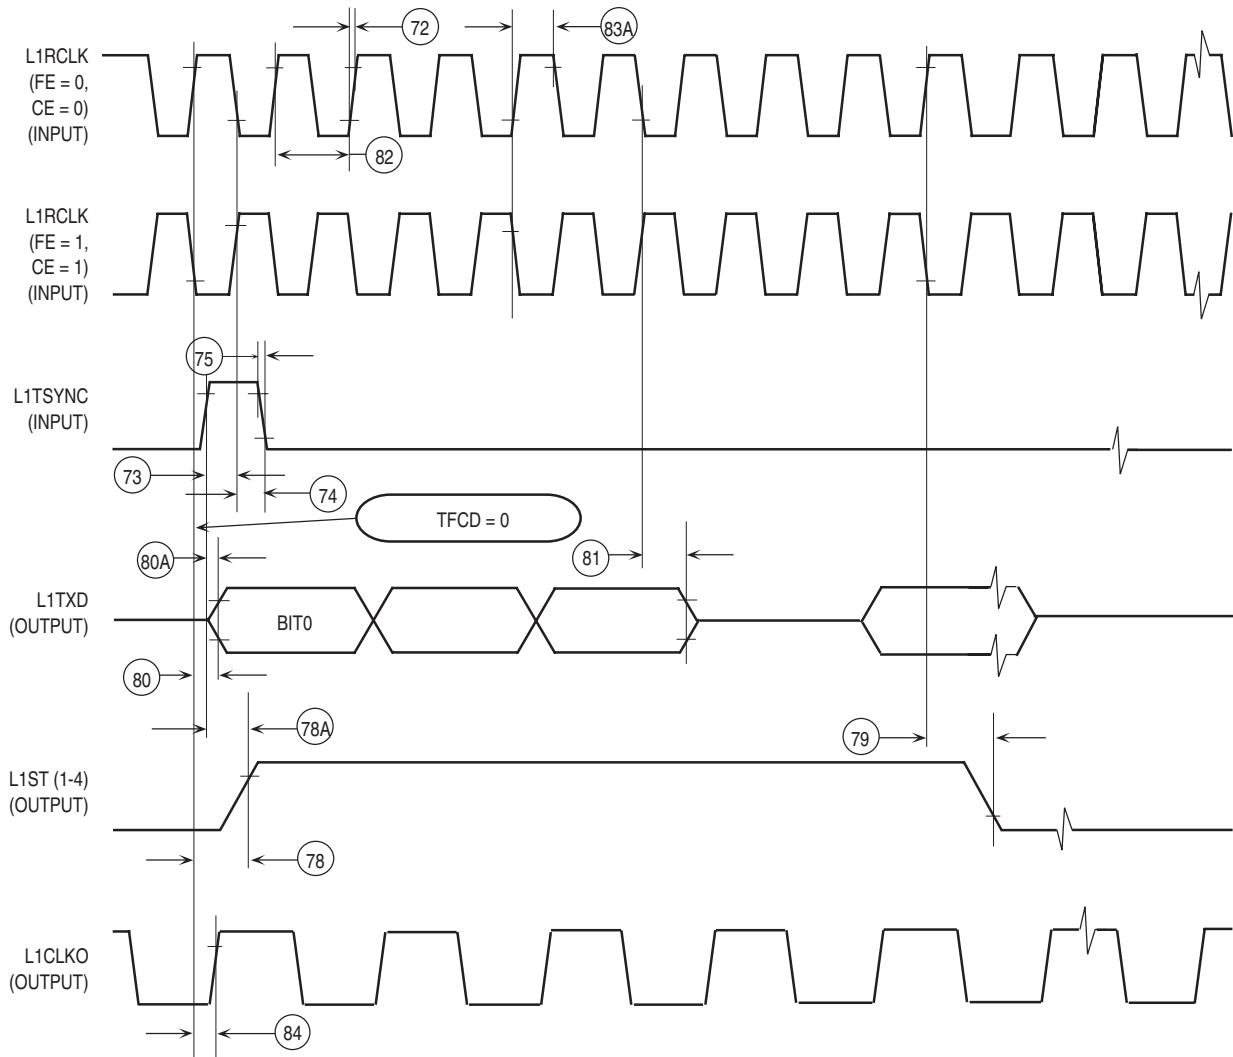 72
83A
L1RCLK
(FE = 0,
CE = 0)
(INPUT)
82
L1RCLK
(FE = 1,
CE = 1)
(INPUT)
75
L1TSYNC
(INPUT)
73
74
TFCD = 0
80A
81
L1TXD
(OUTPUT)
BIT0
80
78A
79
L1ST (1-4)
(OUTPUT)
78
L1CLKO
(OUTPUT)
84